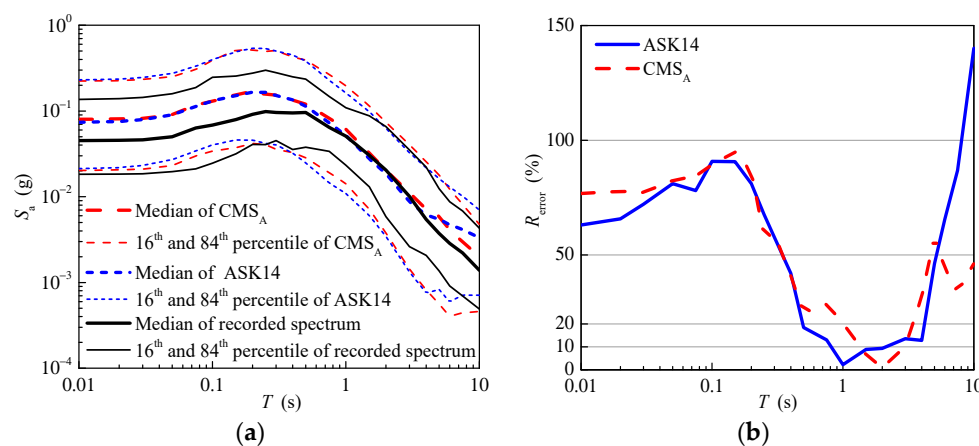 10⁰
10⁻¹
10⁻²
10⁻³
10⁻⁴
Sₐ (g)
Median of CMS_A
16th and 84th percentile of CMS_A
Median of ASK14
16th and 84th percentile of ASK14
Median of recorded spectrum
16th and 84th percentile of recorded spectrum
0.01 0.1 1 10
T (s)
(a)
150
100
50
20
10
0
R_error (%)
ASK14
CMS_A
0.01 0.1 1 10
T (s)
(b)